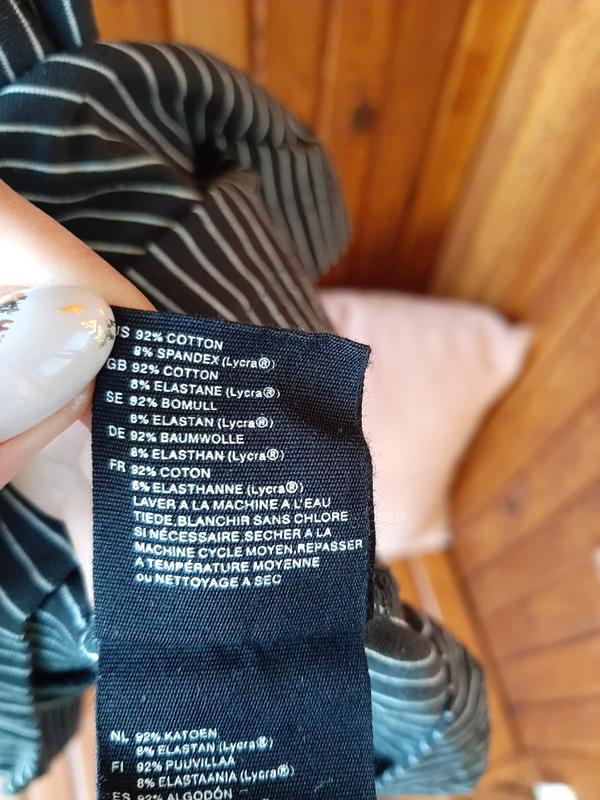 US 92% COTTON
8% SPANDEX (Lycra®)
GB 92% COTTON
8% ELASTANE (Lycra®)
SE 92% BOMULL
8% ELASTAN (Lycra®)
DE 92% BAUMWOLLE
8% ELASTHAN (Lycra®)
FR 92% COTON
8% ELASTHANNE (Lycra®)
LAVER A LA MACHINE A L'EAU
TIEDE,BLANCHIR SANS CHLORE
SI NÉCESSAIRE,SECHER A LA
MACHINE CYCLE MOYEN,REPASSER
A TEMPÉRATURE MOYENNE
OU NETTOYAGE A SEC
NL 92% KATOEN
8% ELASTAN (Lycra®)
FI 92% PUUVILLAA
8% ELASTAANIA (Lycra®)
ES 92% ALGODÓN